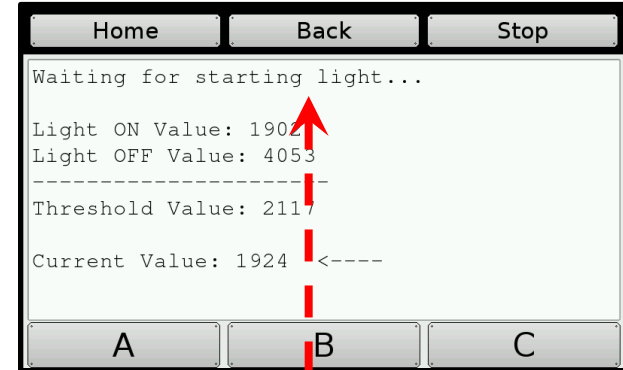 Home Back Stop
Waiting for starting light...
Light ON Value: 1902
Light OFF Value: 4053
----------------------
Threshold Value: 2117
Current Value: 1924 <----
A B C